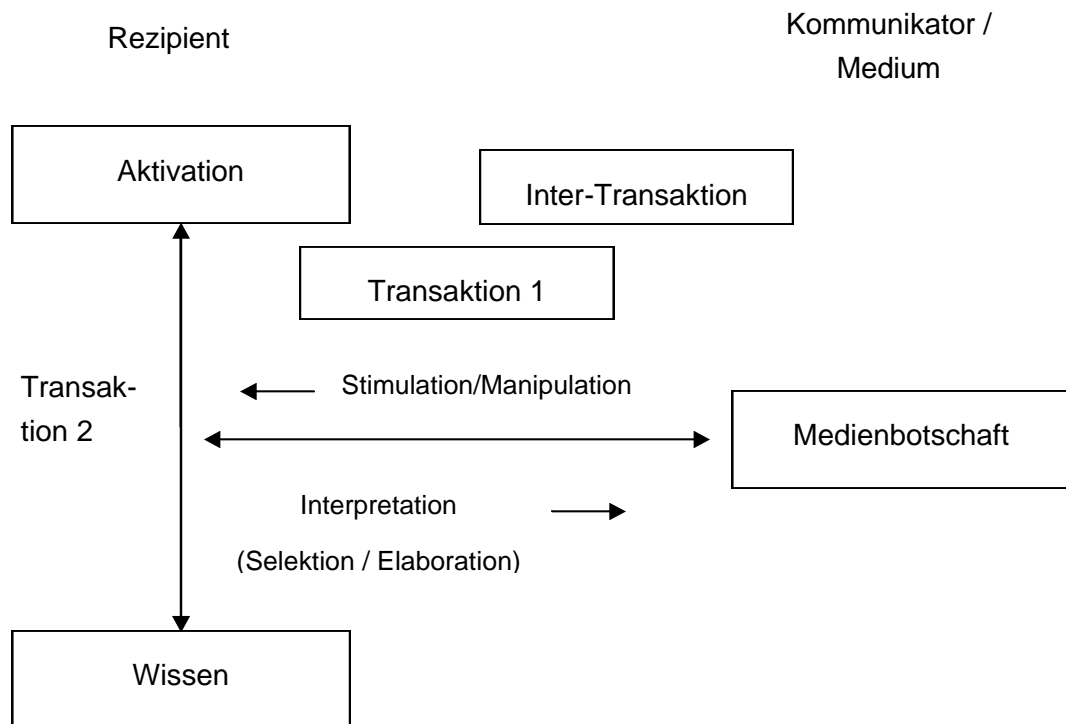 Rezipient
Kommunikator /
Medium
Aktivation
Inter-Transaktion
Transaktion 1
Transak-
tion 2
Stimulation/Manipulation
Medienbotschaft
Interpretation
(Selektion / Elaboration)
Wissen